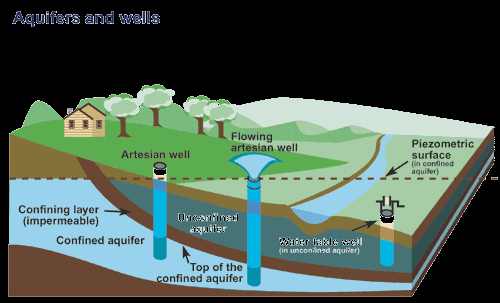 Aquifers and wells
Flowing
artesian well
Artesian well
Piezometric
surface
(in confined
aquifer)
Confining layer
(impermeable)
Unconfined
aquifer
Confined aquifer
Water table well
(in unconfined aquifer)
Top of the
confined aquifer